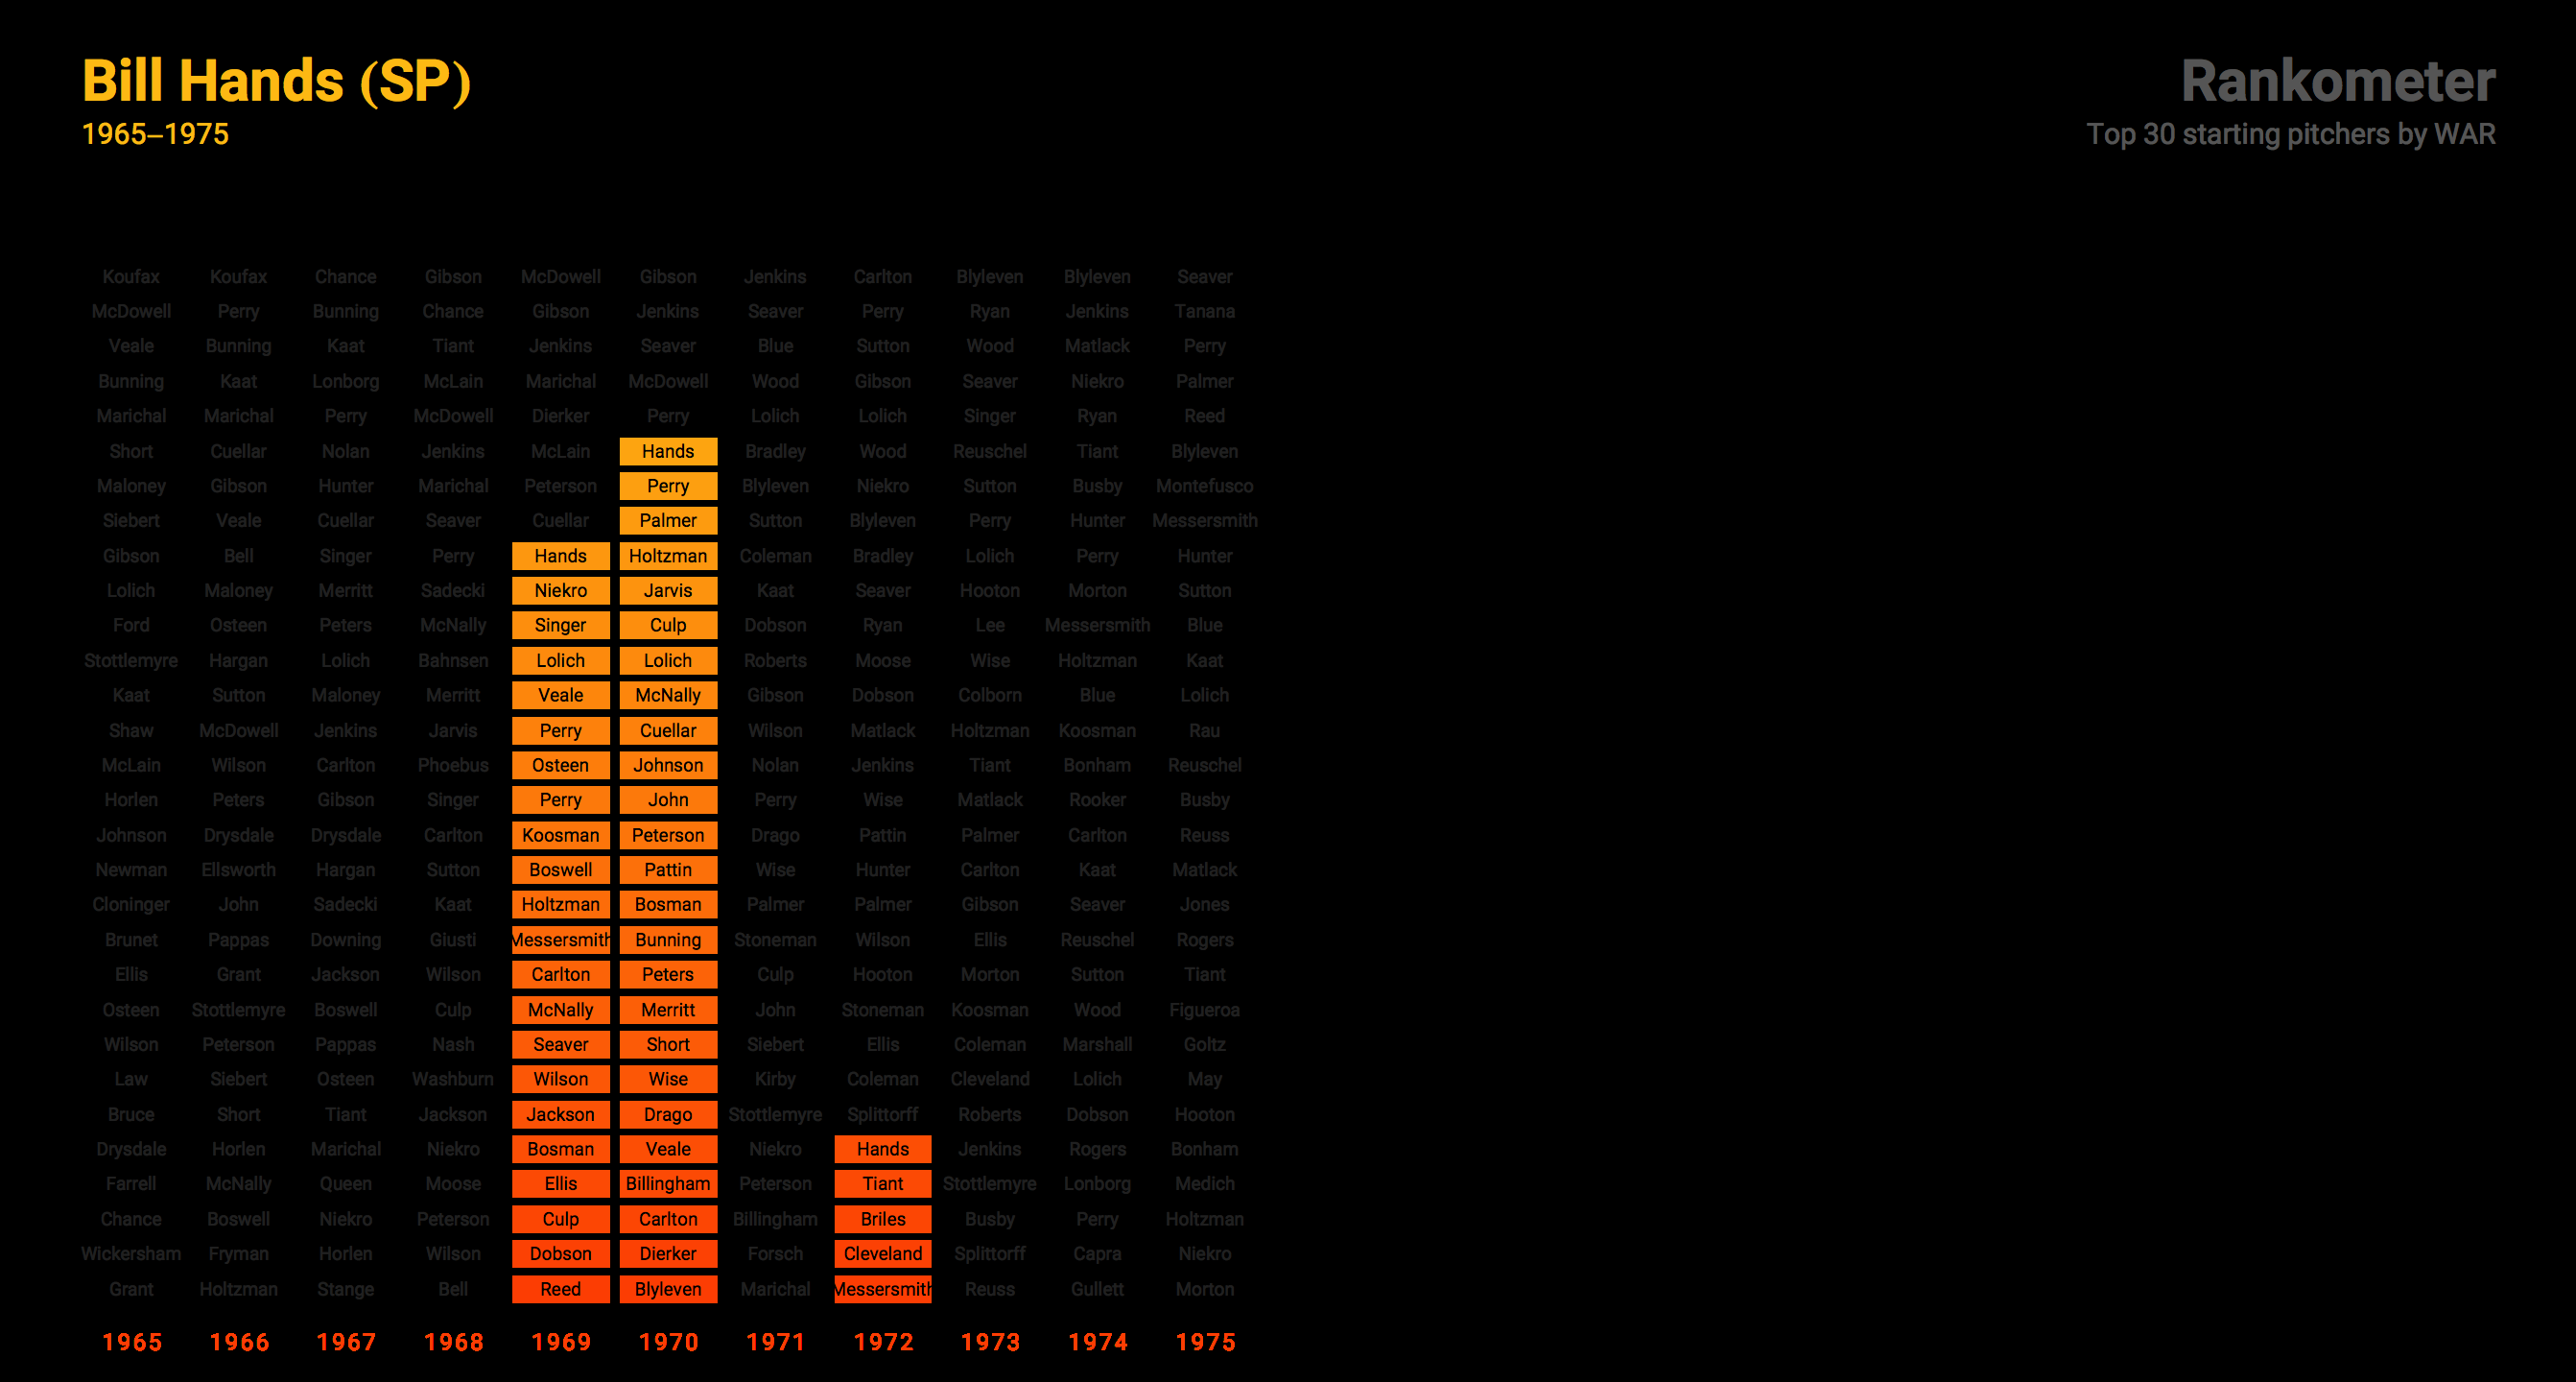 Bill Hands (SP)
1965–1975
Rankometer
Top 30 starting pitchers by WAR
Koufax Koufax Chance Gibson McDowell Gibson Jenkins Carlton Blyleven Blyleven Seaver
McDowell Perry Bunning Chance Gibson Jenkins Seaver Perry Ryan Jenkins Tanana
Veale Bunning Kaat Tiant Jenkins Seaver Blue Sutton Wood Matlack Perry
Bunning Kaat Lonborg McLain Marichal McDowell Wood Gibson Seaver Niekro Palmer
Marichal Marichal Perry McDowell Dierker Perry Lolich Lolich Singer Ryan Reed
Short Cuellar Nolan Jenkins McLain Hands Bradley Wood Reuschel Tiant Blyleven
Maloney Gibson Hunter Marichal Peterson Perry Blyleven Niekro Sutton Busby Montefusco
Siebert Veale Cuellar Seaver Cuellar Palmer Sutton Blyleven Perry Hunter Messersmith
Gibson Bell Singer Perry Hands Holtzman Coleman Bradley Lolich Perry Hunter
Lolich Maloney Merritt Sadecki Niekro Jarvis Kaat Seaver Hooton Morton Sutton
Ford Osteen Peters McNally Singer Culp Dobson Ryan Lee Messersmith Blue
Stottlemyre Hargan Lolich Bahnsen Lolich Lolich Roberts Moose Wise Holtzman Kaat
Kaat Sutton Maloney Merritt Veale McNally Gibson Dobson Colborn Blue Lolich
Shaw McDowell Jenkins Jarvis Perry Cuellar Wilson Matlack Holtzman Koosman Rau
McLain Wilson Carlton Phoebus Osteen Johnson Nolan Jenkins Tiant Bonham Reuschel
Horlen Peters Gibson Singer Perry John Perry Wise Matlack Rooker Busby
Johnson Drysdale Drysdale Carlton Koosman Peterson Drago Pattin Palmer Carlton Reuss
Newman Ellsworth Hargan Sutton Boswell Pattin Wise Hunter Carlton Kaat Matlack
Cloninger John Sadecki Kaat Holtzman Bosman Palmer Palmer Gibson Seaver Jones
Brunet Pappas Downing Giusti Messersmith Bunning Stoneman Wilson Ellis Reuschel Rogers
Ellis Grant Jackson Wilson Carlton Peters Culp Hooton Morton Sutton Tiant
Osteen Stottlemyre Boswell Culp McNally Merritt John Stoneman Koosman Wood Figueroa
Wilson Peterson Pappas Nash Seaver Short Siebert Ellis Coleman Marshall Goltz
Law Siebert Osteen Washburn Wilson Wise Kirby Coleman Cleveland Lolich May
Bruce Short Tiant Jackson Jackson Drago Stottlemyre Splittorff Roberts Dobson Hooton
Drysdale Horlen Marichal Niekro Bosman Veale Niekro Hands Jenkins Rogers Bonham
Farrell McNally Queen Moose Ellis Billingham Peterson Tiant Stottlemyre Lonborg Medich
Chance Boswell Niekro Peterson Culp Carlton Billingham Briles Busby Perry Holtzman
Wickersham Fryman Horlen Wilson Dobson Dierker Forsch Cleveland Splittorff Capra Niekro
Grant Holtzman Stange Bell Reed Blyleven Marichal Messersmith Reuss Gullett Morton
1965 1966 1967 1968 1969 1970 1971 1972 1973 1974 1975